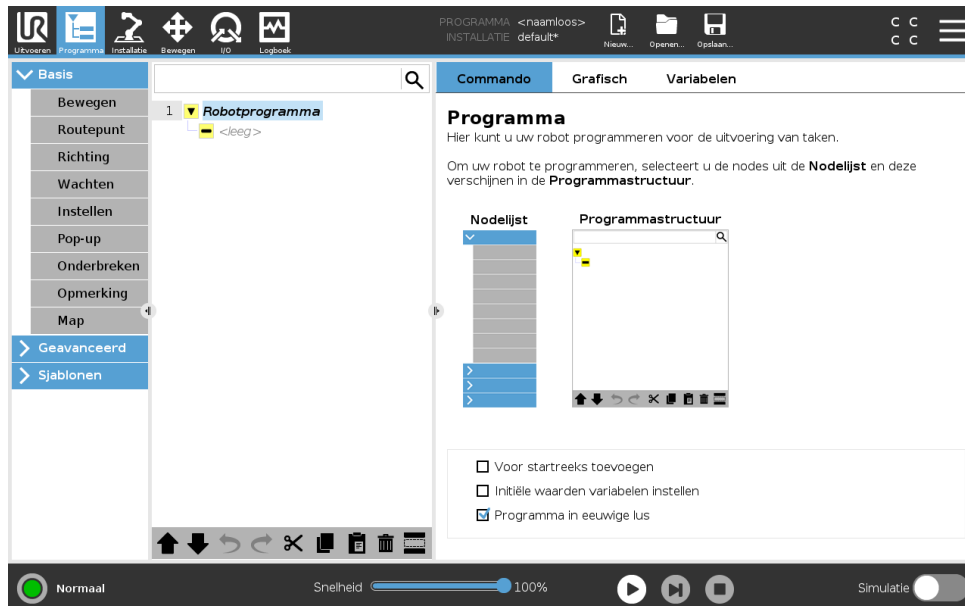 PROGRAMMA <naamloos>
INSTALLATIE default*
Uitvoeren Programma Installatie Bewegen I/O Logboek
Nieuw... Openen... Opslaan...
C C
C C
Basis
Bewegen
Routepunt
Richting
Wachten
Instellen
Pop-up
Onderbreken
Opmerking
Map
Geavanceerd
Sjablonen
1 Robotprogramma
<leeg>
Commando Grafisch Variabelen
Programma
Hier kunt u uw robot programmeren voor de uitvoering van taken.
Om uw robot te programmeren, selecteert u de nodes uit de Nodelijst en deze
verschijnen in de Programmastructuur.
Nodelijst Programmastructuur
Voor startreeks toevoegen
Initiële waarden variabelen instellen
Programma in eeuwige lus
Normaal
Snelheid 100%
Simulatie